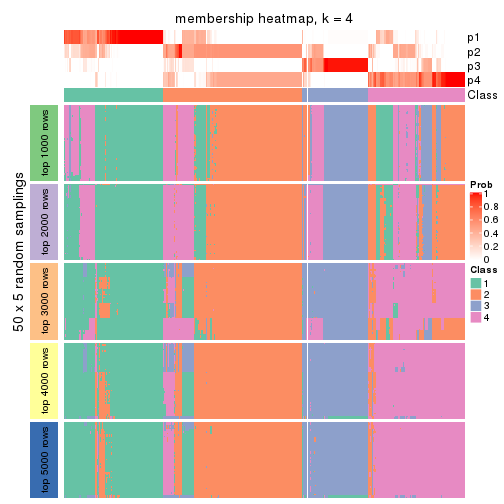 membership heatmap, k = 4
p1
p2
p3
p4
Class
50 x 5 random samplings
top 1000 rows
top 2000 rows
top 3000 rows
top 4000 rows
top 5000 rows
Prob
1
0.8
0.6
0.4
0.2
0
Class
1
2
3
4